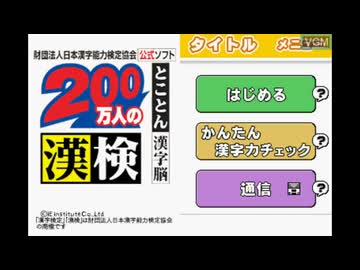 財団法人日本漢字能力検定協会 公式ソフト
200
万人の
漢検
とことん漢字脳
©IE institute Co.,Ltd.
「漢字検定」「漢検」は財団法人日本漢字能力検定協会
の商標です
タイトル メニ
VGM
はじめる
?
かんたん
漢字力チェック
?
通信
?